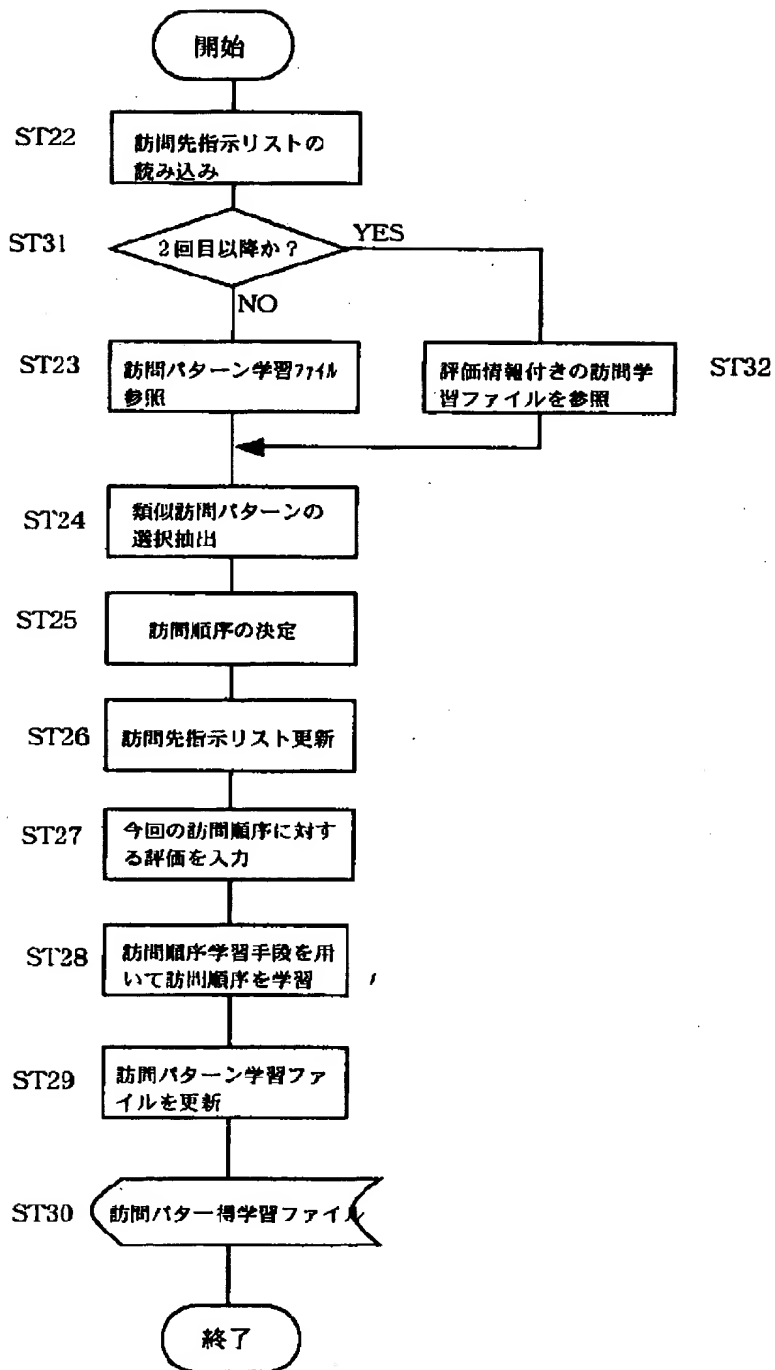 開始
ST22
訪問先指示リストの
読み込み
ST31
2回目以降か?
YES
NO
ST23
訪問パターン学習ファイル
参照
評価情報付きの訪問学
習ファイルを参照
ST32
ST24
類似訪問パターンの
選択抽出
ST25
訪問順序の決定
ST26
訪問先指示リスト更新
ST27
今回の訪問順序に対す
る評価を入力
ST28
訪問順序学習手段を用
いて訪問順序を学習
ST29
訪問パターン学習ファ
イルを更新
ST30
訪問パター得学習ファイル
終了